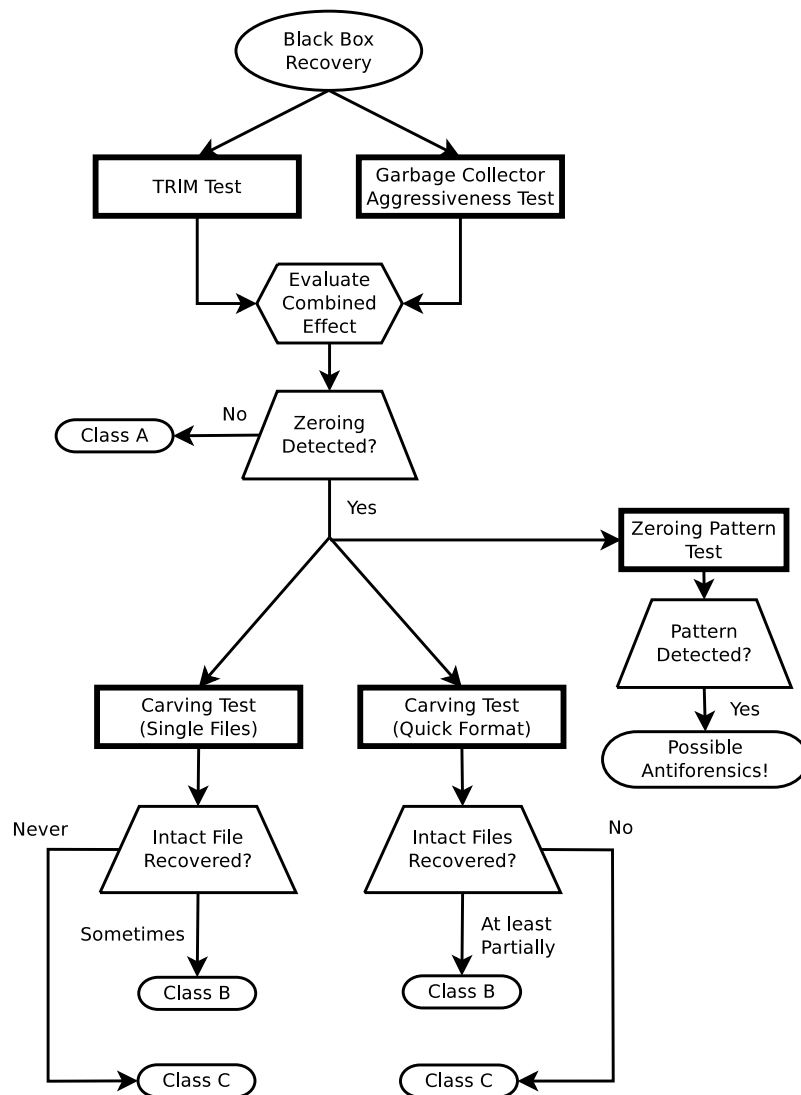 Black Box
Recovery
TRIM Test
Garbage Collector
Aggressiveness Test
Evaluate
Combined
Effect
No
Zeroing
Detected?
Class A
Yes
Zeroing Pattern
Test
Pattern
Detected?
Yes
Possible
Antiforensics!
Carving Test
(Single Files)
Carving Test
(Quick Format)
Never
Intact File
Recovered?
Intact Files
Recovered?
No
Sometimes
At least
Partially
Class B
Class B
Class C
Class C